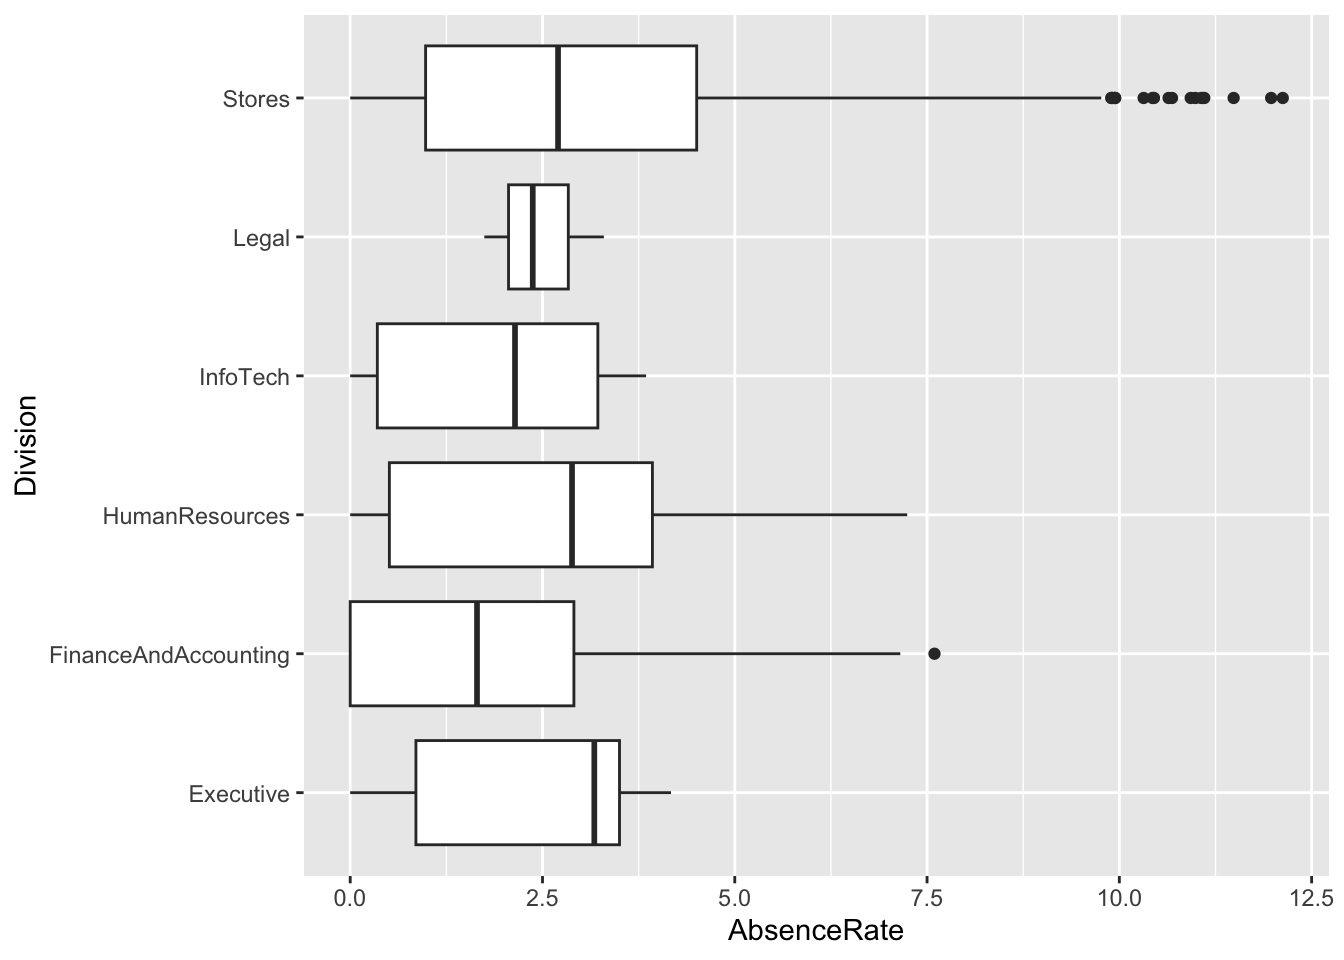 Stores
Legal
InfoTech
HumanResources
FinanceAndAccounting
Executive
Division
0.0 2.5 5.0 7.5 10.0 12.5
AbsenceRate